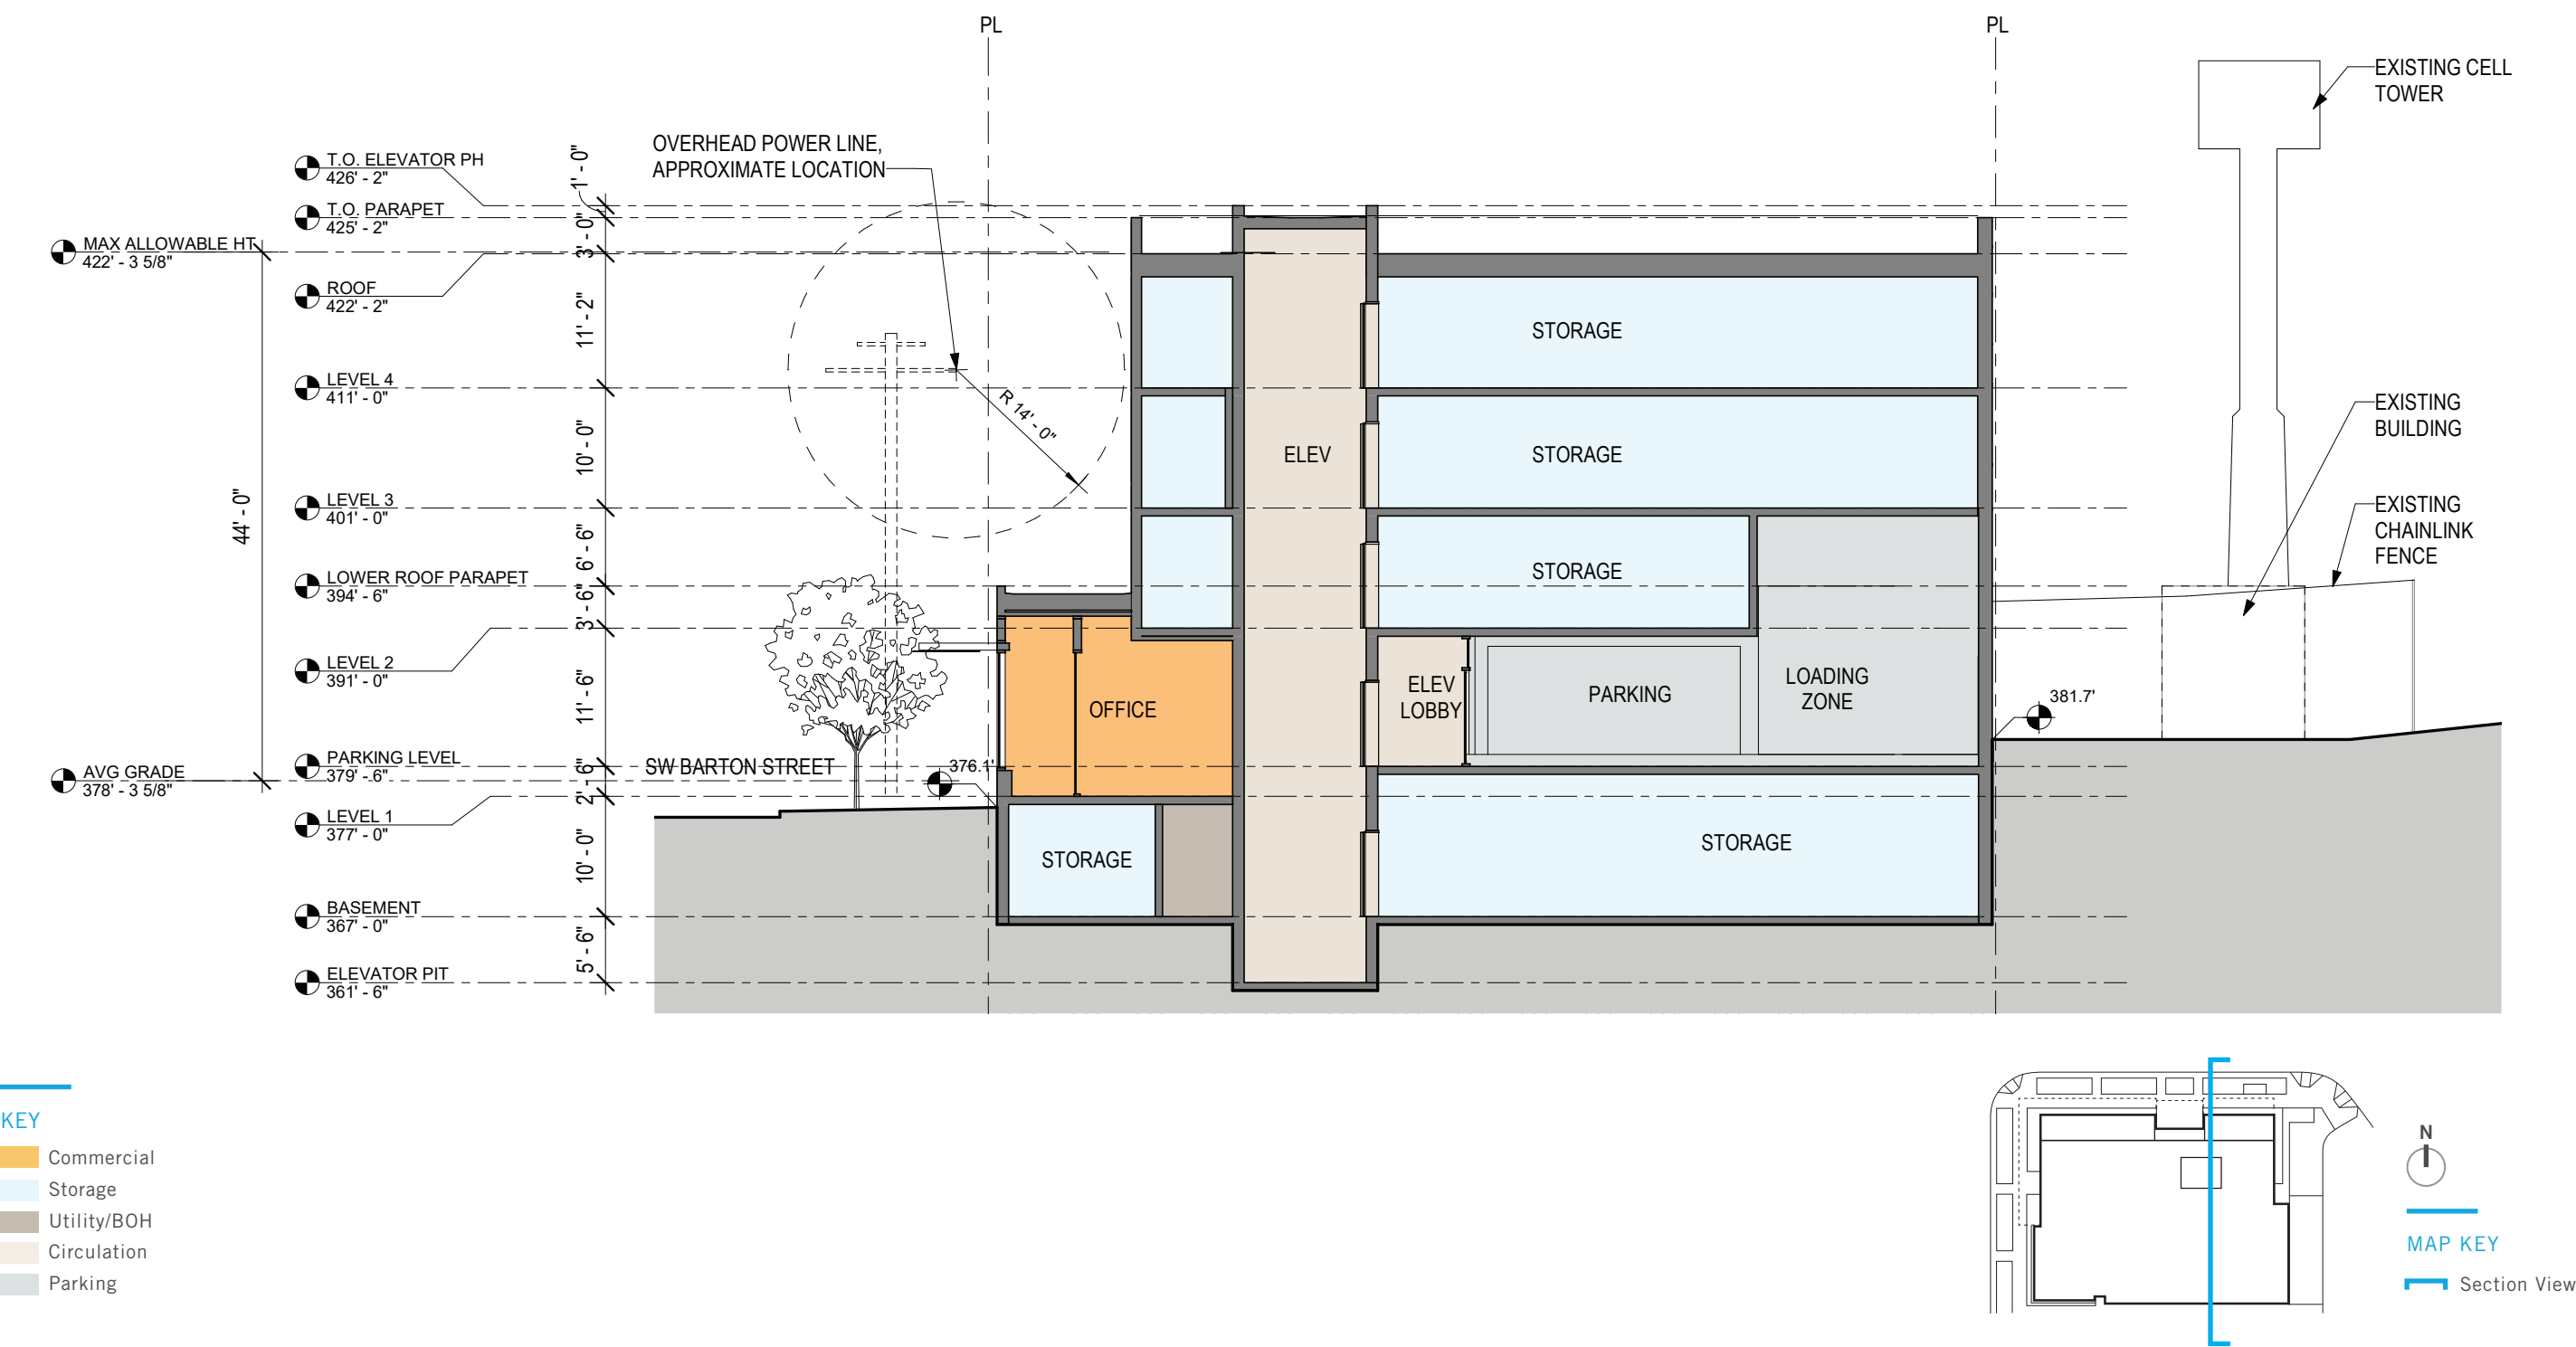 PL
PL
EXISTING CELL
TOWER
OVERHEAD POWER LINE,
APPROXIMATE LOCATION
T.O. ELEVATOR PH
426' - 2"
1' - 0"
T.O. PARAPET
425' - 2"
3' - 0"
MAX ALLOWABLE HT
422' - 3 5/8"
ROOF
422' - 2"
11' - 2"
STORAGE
LEVEL 4
411' - 0"
R 14' - 0"
EXISTING
BUILDING
10' - 0"
ELEV
STORAGE
44' - 0"
LEVEL 3
401' - 0"
EXISTING
CHAINLINK
FENCE
6' - 6"
STORAGE
LOWER ROOF PARAPET
394' - 6"
3' - 6"
LEVEL 2
391' - 0"
11' - 6"
OFFICE
ELEV
LOBBY
PARKING
LOADING
ZONE
381.7'
PARKING LEVEL
379' - 6"
SW BARTON STREET
376.1'
AVG GRADE
378' - 3 5/8"
2' - 6"
LEVEL 1
377' - 0"
10' - 0"
STORAGE
STORAGE
BASEMENT
367' - 0"
5' - 6"
ELEVATOR PIT
361' - 6"
KEY
Commercial
Storage
Utility/BOH
Circulation
Parking
N
MAP KEY
Section View